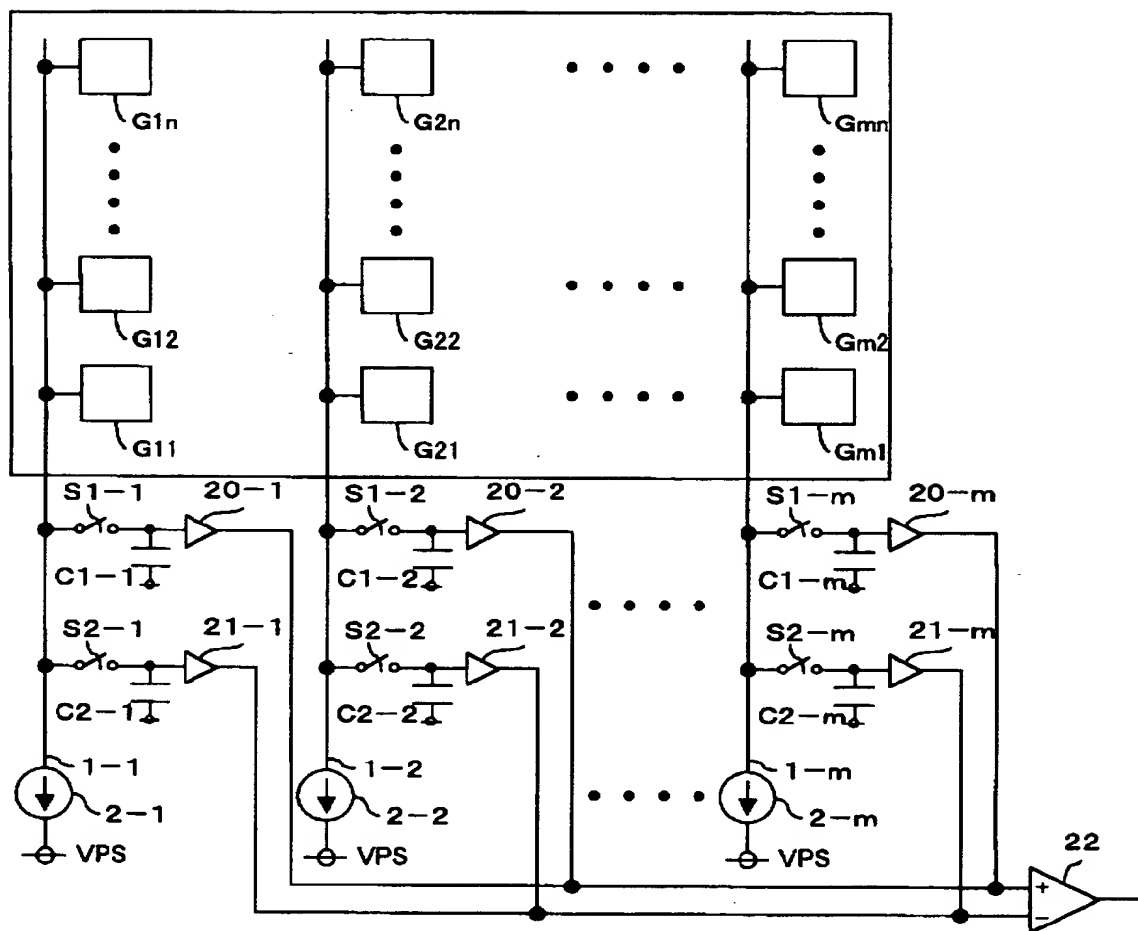 G1n G2n Gmn
G12 G22 Gm2
G11 G21 Gm1
S1-1 20-1 S1-2 20-2 S1-m 20-m
C1-1 C1-2 C1-m
S2-1 21-1 S2-2 21-2 S2-m 21-m
C2-1 C2-2 C2-m
1-1 1-2 1-m
2-1 2-2 2-m
VPS VPS VPS
22
+
−